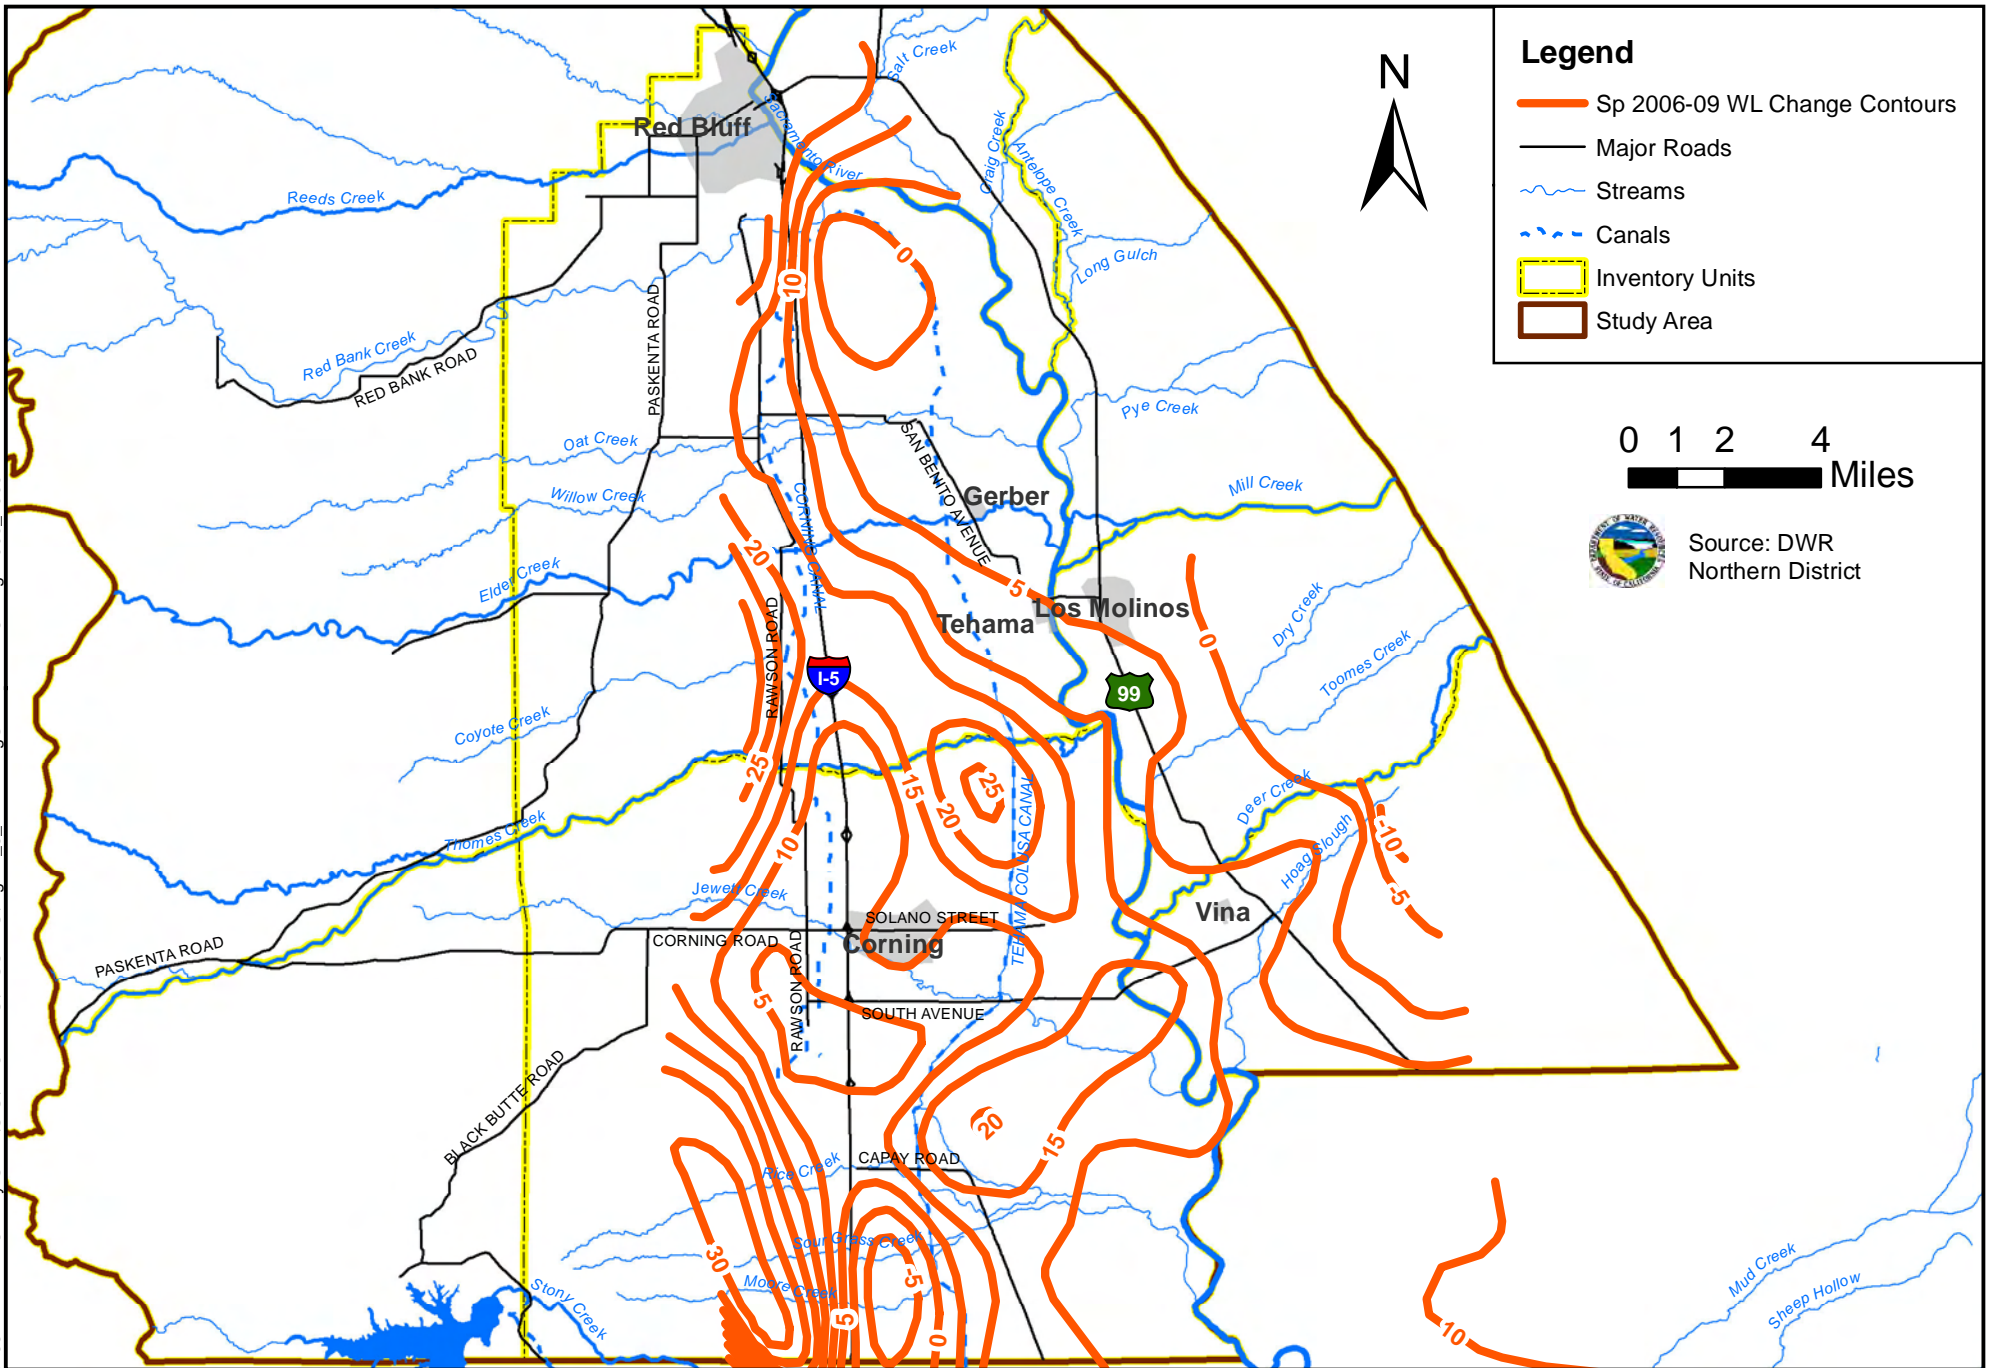 Legend
Sp 2006-09 WL Change Contours
Major Roads
Streams
Canals
Inventory Units
Study Area
N
0 1 2 4
Miles
Source: DWR
Northern District
Salt Creek
Red Bluff
Sacramento River
Craig Creek
Antelope Creek
Reeds Creek
Long Gulch
0
10
PASKENTA ROAD
Red Bank Creek
RED BANK ROAD
Pye Creek
Oat Creek
SAN BENITO AVENUE
Willow Creek
Gerber
Mill Creek
CORNING CANAL
20
Elder Creek
5
Los Molinos
Tehama
Dry Creek
0
RAWSON ROAD
Toomes Creek
I-5
99
Coyote Creek
25
15
25
20
TEHAMA COLUSA CANAL
Deer Creek
-10
Thomes Creek
10
Hoag Slough
-5
Jewett Creek
SOLANO STREET
Vina
CORNING ROAD
Corning
PASKENTA ROAD
RAWSON ROAD
5
SOUTH AVENUE
BLACK BUTTE ROAD
20
15
CAPAY ROAD
Rice Creek
Sour Grass Creek
30
-5
Moore Creek
Stony Creek
5
0
Mud Creek
Sheep Hollow
10